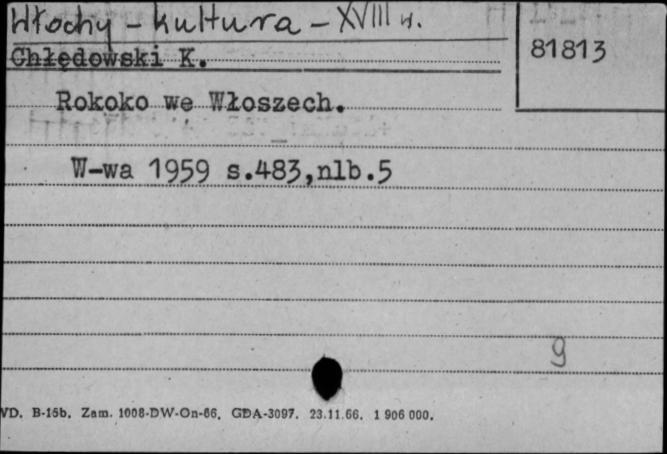 Włochy - kultura - XVIII w.
81813
Chłędowski K.
Rokoko we Włoszech.
W-wa 1959 s.483,nlb.5
9
VD. B-15b. Zam. 1008-DW-On-66. GDA-3097. 23.11.66. 1 906 000.